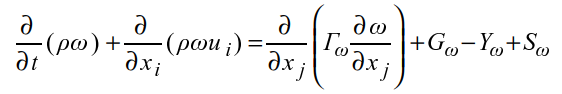 ∂/∂t (ρω) + ∂/∂x_i (ρωu_i) = ∂/∂x_j (Γ_ω ∂ω/∂x_j) + G_ω − Y_ω + S_ω